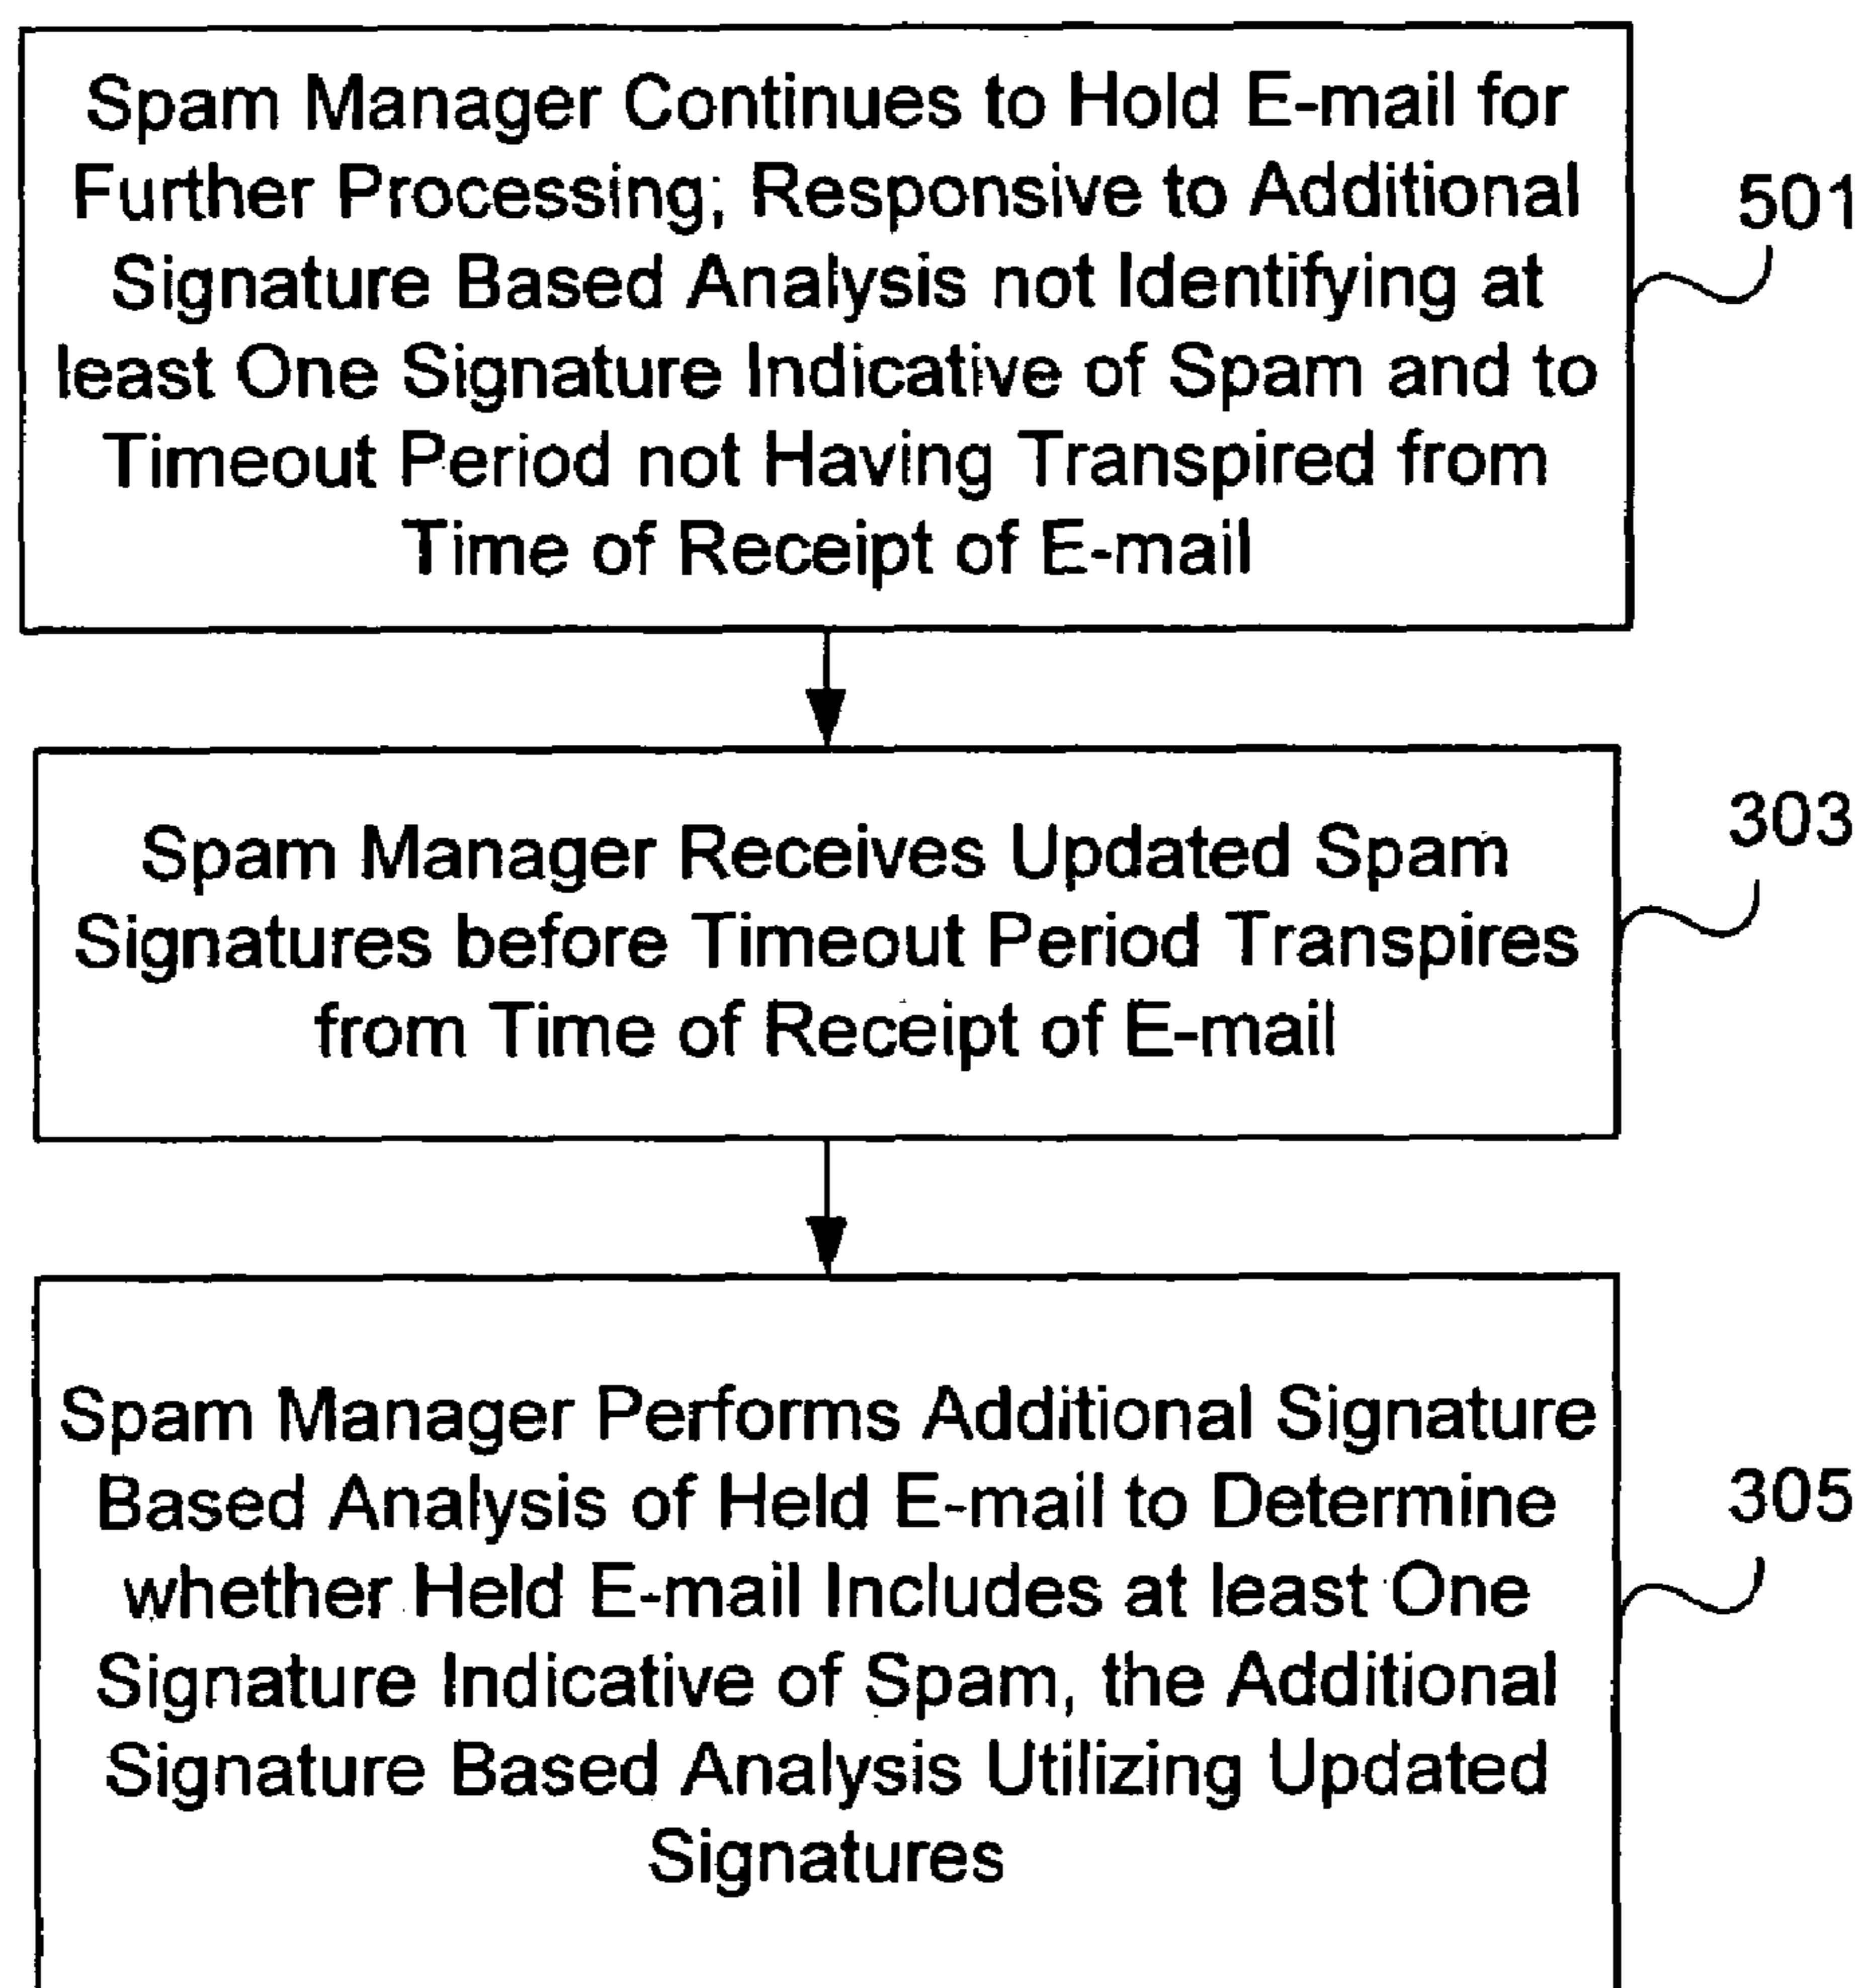 Spam Manager Continues to Hold E-mail for
Further Processing; Responsive to Additional
Signature Based Analysis not Identifying at
least One Signature Indicative of Spam and to
Timeout Period not Having Transpired from
Time of Receipt of E-mail
501
Spam Manager Receives Updated Spam
Signatures before Timeout Period Transpires
from Time of Receipt of E-mail
303
Spam Manager Performs Additional Signature
Based Analysis of Held E-mail to Determine
whether Held E-mail Includes at least One
Signature Indicative of Spam, the Additional
Signature Based Analysis Utilizing Updated
Signatures
305